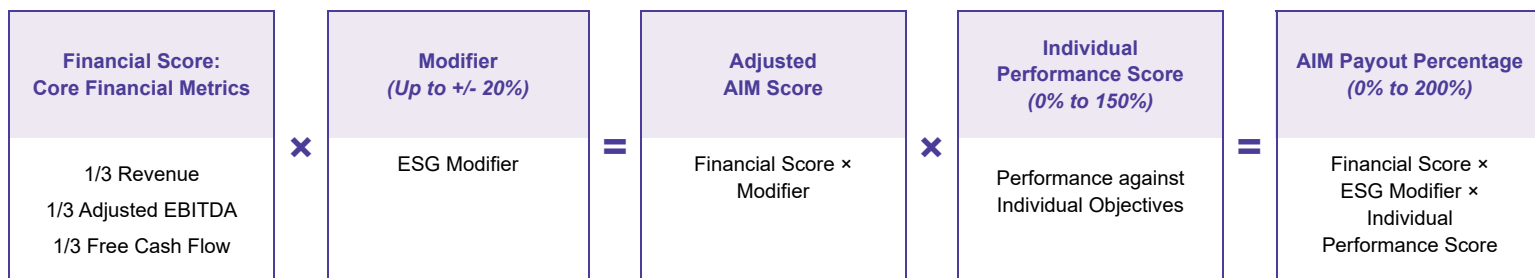 Financial Score:
Core Financial Metrics
1/3 Revenue
1/3 Adjusted EBITDA
1/3 Free Cash Flow
×
Modifier
(Up to +/- 20%)
ESG Modifier
=
Adjusted
AIM Score
Financial Score ×
Modifier
×
Individual
Performance Score
(0% to 150%)
Performance against
Individual Objectives
=
AIM Payout Percentage
(0% to 200%)
Financial Score ×
ESG Modifier ×
Individual
Performance Score